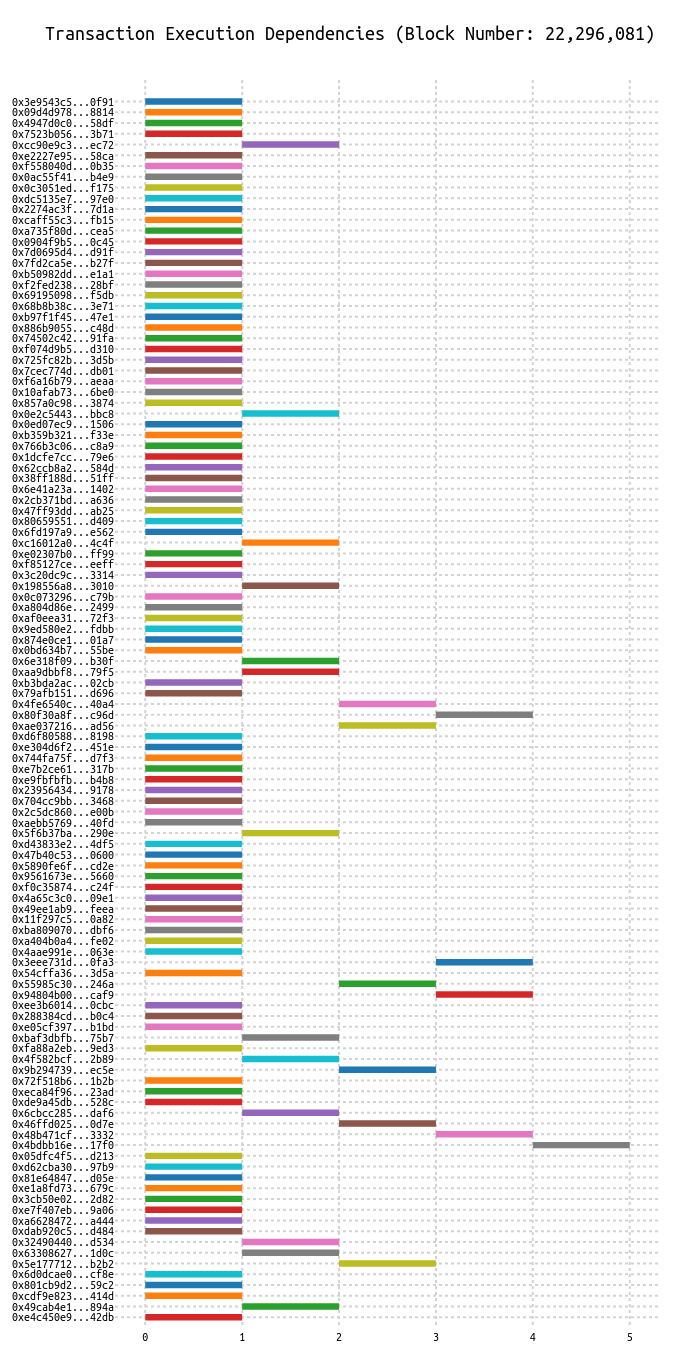 Transaction Execution Dependencies (Block Number: 22,296,081)
0x3e9543c5...0f91
0x09d4d978...8814
0x4947d0c0...58df
0x7523b056...3b71
0xcc90e9c3...ec72
0xe2227e95...58ca
0xf558040d...0b35
0x0ac55f41...b4e9
0x0c3051ed...f175
0xdc5135e7...97e0
0x2274ac3f...7d1a
0xcaff55c3...fb15
0xa735f80d...cea5
0x0904f9b5...0c45
0x7d0695d4...d91f
0x7fd2ca5e...b27f
0xb50982dd...e1a1
0xf2fed238...28bf
0x69195098...f5db
0x68b8b38c...3e71
0xb97f1f45...47e1
0x886b9055...c48d
0x74502c42...91fa
0xf074d9b5...d310
0x725fc82b...3d5b
0x7cec774d...db01
0xf6a16b79...aeaa
0x10afab73...6be0
0x857a0c98...3874
0x0e2c5443...bbc8
0x0ed07ec9...1506
0xb359b321...f33e
0x766b3c06...c8a9
0x1dcfe7cc...79e6
0x62ccb8a2...584d
0x38ff188d...51ff
0x6e41a23a...1402
0x2cb371bd...a636
0x47ff93dd...ab25
0x80659551...d409
0x6fd197a9...e562
0xc16012a0...4c4f
0xe02307b0...ff99
0xf85127ce...eeff
0x3c20dc9c...3314
0x198556a8...3010
0x0c073296...c79b
0xa804d86e...2499
0xaf0eea31...72f3
0x9ed580e2...fdbb
0x874e0ce1...01a7
0x0bd634b7...55be
0x6e318f09...b30f
0xaa9dbbf8...79f5
0xb3bda2ac...02cb
0x79afb151...d696
0x4fe6540c...40a4
0x80f30a8f...c96d
0xae037216...ad56
0xd6f80588...8198
0xe304d6f2...451e
0x744fa75f...d7f3
0xe7b2ce61...317b
0xe9fbfbfb...b4b8
0x23956434...9178
0x704cc9bb...3468
0x2c5dc860...e00b
0xaebb5769...40fd
0x5f6b37ba...290e
0xd43833e2...4df5
0x47b40c53...0600
0x5890fe6f...cd2e
0x9561673e...5660
0xf0c35874...c24f
0x4a65c3c0...09e1
0x49ee1ab9...feea
0x11f297c5...0a82
0xba809070...dbf6
0xa404b0a4...fe02
0x4aae991e...063e
0x3eee731d...0fa3
0x54cffa36...3d5a
0x55985c30...246a
0x94804b00...caf9
0xee3b6014...0cbc
0x288384cd...b0c4
0xe05cf397...b1bd
0xbaf3dbfb...75b7
0xfa88a2eb...9ed3
0x4f582bcf...2b89
0x9b294739...ec5e
0x72f518b6...1b2b
0xeca84f96...23ad
0xde9a45db...528c
0x6cbcc285...daf6
0x46ffd025...0d7e
0x48b471cf...3332
0x4bdbb16e...17f0
0x05dfc4f5...d213
0xd62cba30...97b9
0x81e64847...d05e
0xe1a8fd73...679c
0x3cb50e02...2d82
0xe7f407eb...9a06
0xa6628472...a444
0xdab920c5...d484
0x32490440...d534
0x63308627...1d0c
0x5e177712...b2b2
0x6d0dcae0...cf8e
0x801cb9d2...59c2
0xcdf9e823...414d
0x49cab4e1...894a
0xe4c450e9...42db
0 1 2 3 4 5